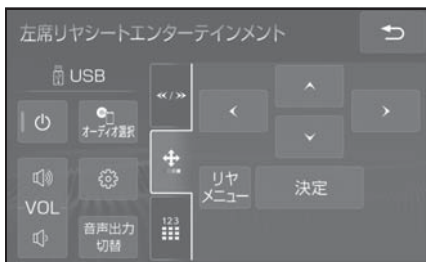 左席リヤシートエンターテインメント
USB
オーディオ選択
VOL
音声出力
切替
123
リヤ
メニュー
決定